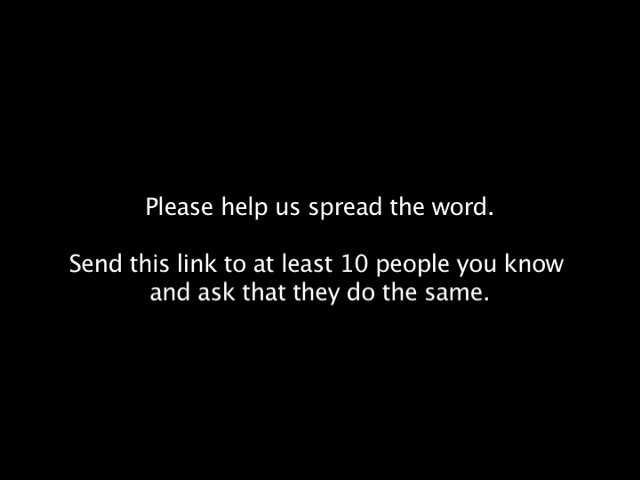 Please help us spread the word.
Send this link to at least 10 people you know
and ask that they do the same.